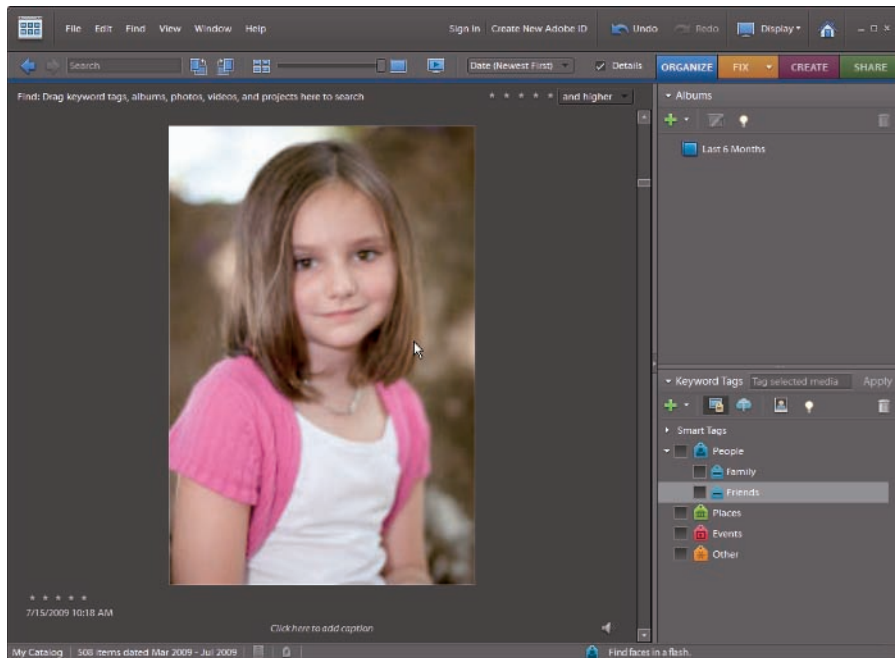 File Edit Find View Window Help Sign In Create New Adobe ID Undo Redo Display
Search Date (Newest First) Details ORGANIZE FIX CREATE SHARE
Find: Drag keyword tags, albums, photos, videos, and projects here to search and higher
Albums
Last 6 Months
Keyword Tags Tag selected media Apply
Smart Tags
People
Family
Friends
Places
Events
Other
7/15/2009 10:18 AM
Click here to add caption
My Catalog 508 items dated Mar 2009 - Jul 2009 Find faces in a flash.